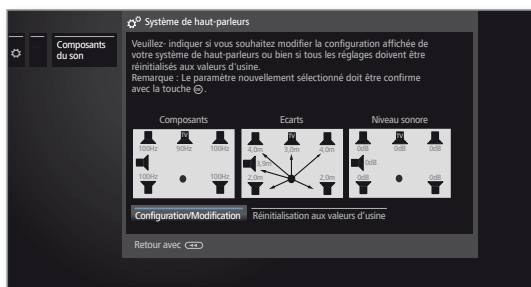 Système de haut-parleurs
Composants
du son
Veuillez- indiquer si vous souhaitez modifier la configuration affichée de
votre système de haut-parleurs ou bien si tous les réglages doivent être
réinitialisés aux valeurs d'usine.
Remarque : Le paramètre nouvellement sélectionné doit être confirme
avec la touche OK.
Composants Ecarts Niveau sonore
TV TV TV
100Hz 90Hz 100Hz 4,0m 3,0m 4,0m 0dB 0dB 0dB
3,9m 0dB
100Hz 100Hz 2,0m 2,0m 0dB 0dB
Configuration/Modification Réinitialisation aux valeurs d'usine
Retour avec